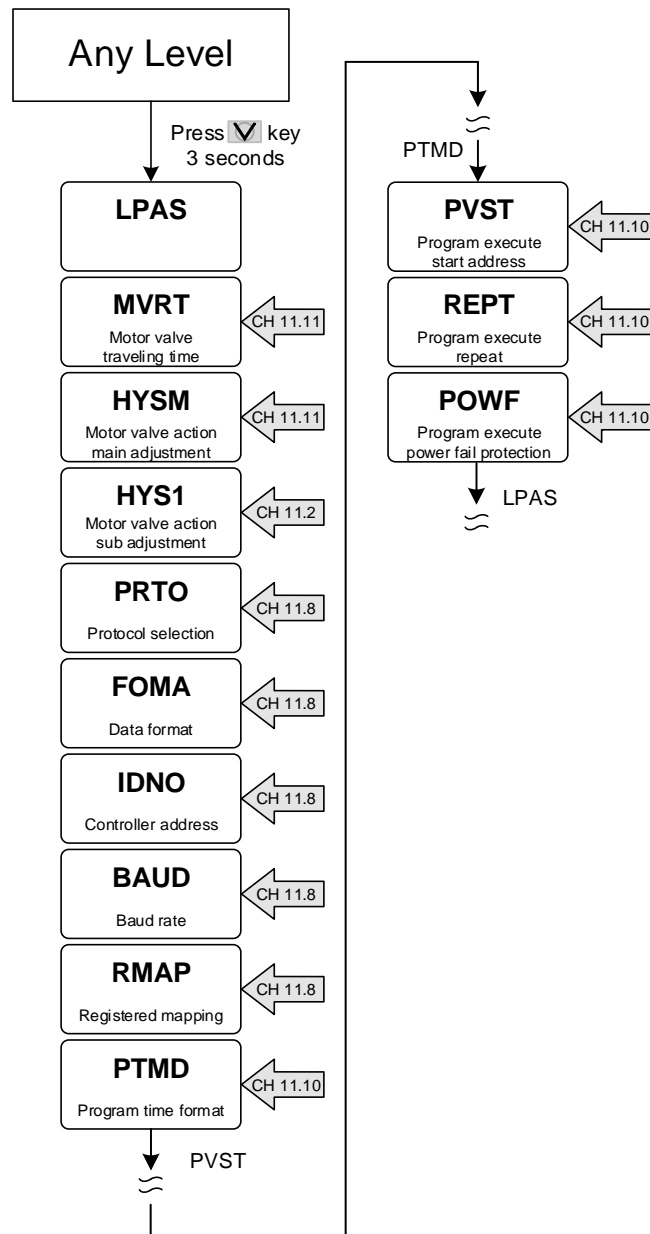 Any Level
Press key
3 seconds
LPAS
MVRT
Motor valve
traveling time
CH 11.11
HYSM
Motor valve action
main adjustment
CH 11.11
HYS1
Motor valve action
sub adjustment
CH 11.2
PRTO
Protocol selection
CH 11.8
FOMA
Data format
CH 11.8
IDNO
Controller address
CH 11.8
BAUD
Baud rate
CH 11.8
RMAP
Registered mapping
CH 11.8
PTMD
Program time format
CH 11.10
PVST
PTMD
PVST
Program execute
start address
CH 11.10
REPT
Program execute
repeat
CH 11.10
POWF
Program execute
power fail protection
CH 11.10
LPAS